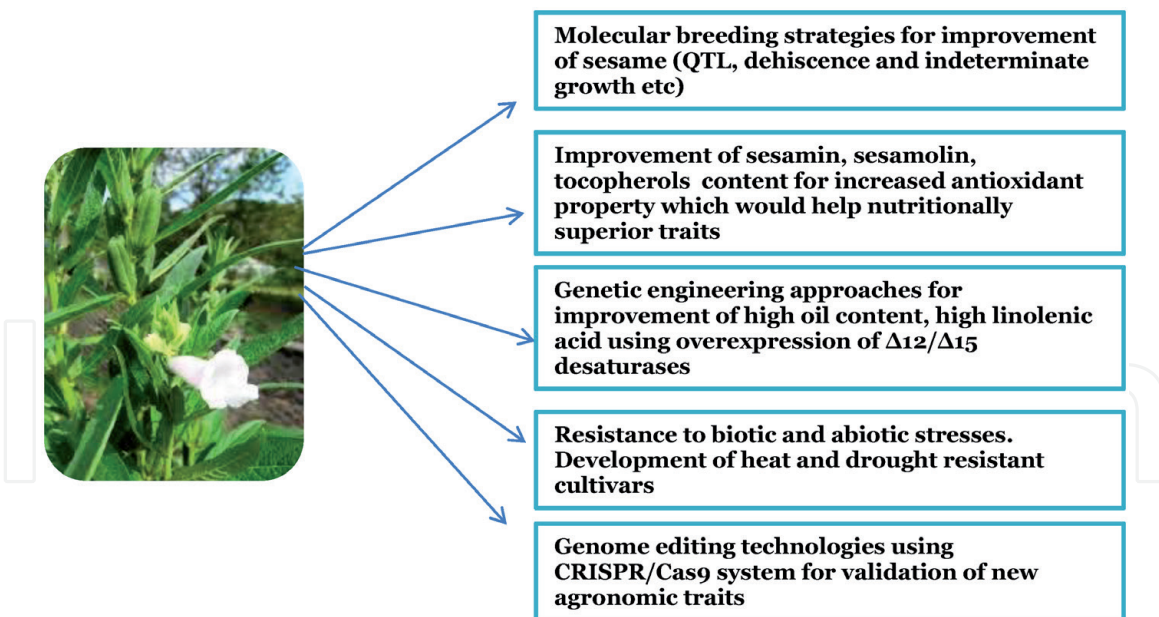 Molecular breeding strategies for improvement
of sesame (QTL, dehiscence and indeterminate
growth etc)
Improvement of sesamin, sesamolin,
tocopherols content for increased antioxidant
property which would help nutritionally
superior traits
Genetic engineering approaches for
improvement of high oil content, high linolenic
acid using overexpression of Δ12/Δ15
desaturases
Resistance to biotic and abiotic stresses.
Development of heat and drought resistant
cultivars
Genome editing technologies using
CRISPR/Cas9 system for validation of new
agronomic traits